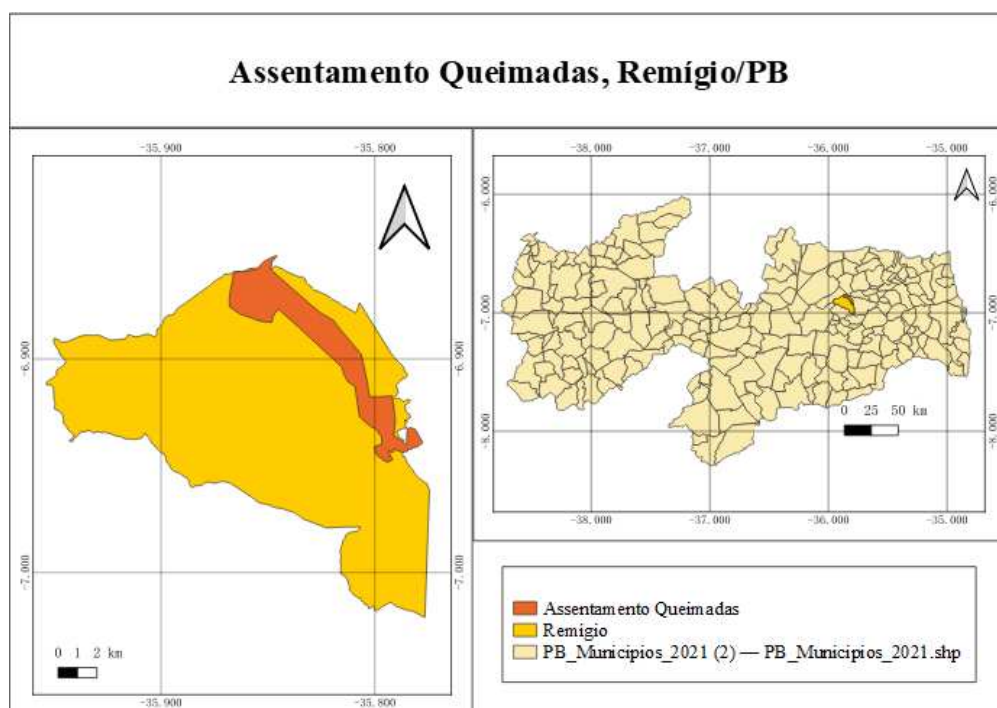 Assentamento Queimadas, Remígio/PB
-35.900 -35.800
-6.900 -6.900
-7.000 -7.000
0 1 2 km
-35.900 -35.800
-38.000 -37.000 -36.000 -35.000
-6.000 -6.000
-7.000 -7.000
0 25 50 km
-8.000 -8.000
-38.000 -37.000 -36.000 -35.000
Assentamento Queimadas
Remígio
PB_Municipios_2021 (2) — PB_Municipios_2021.shp